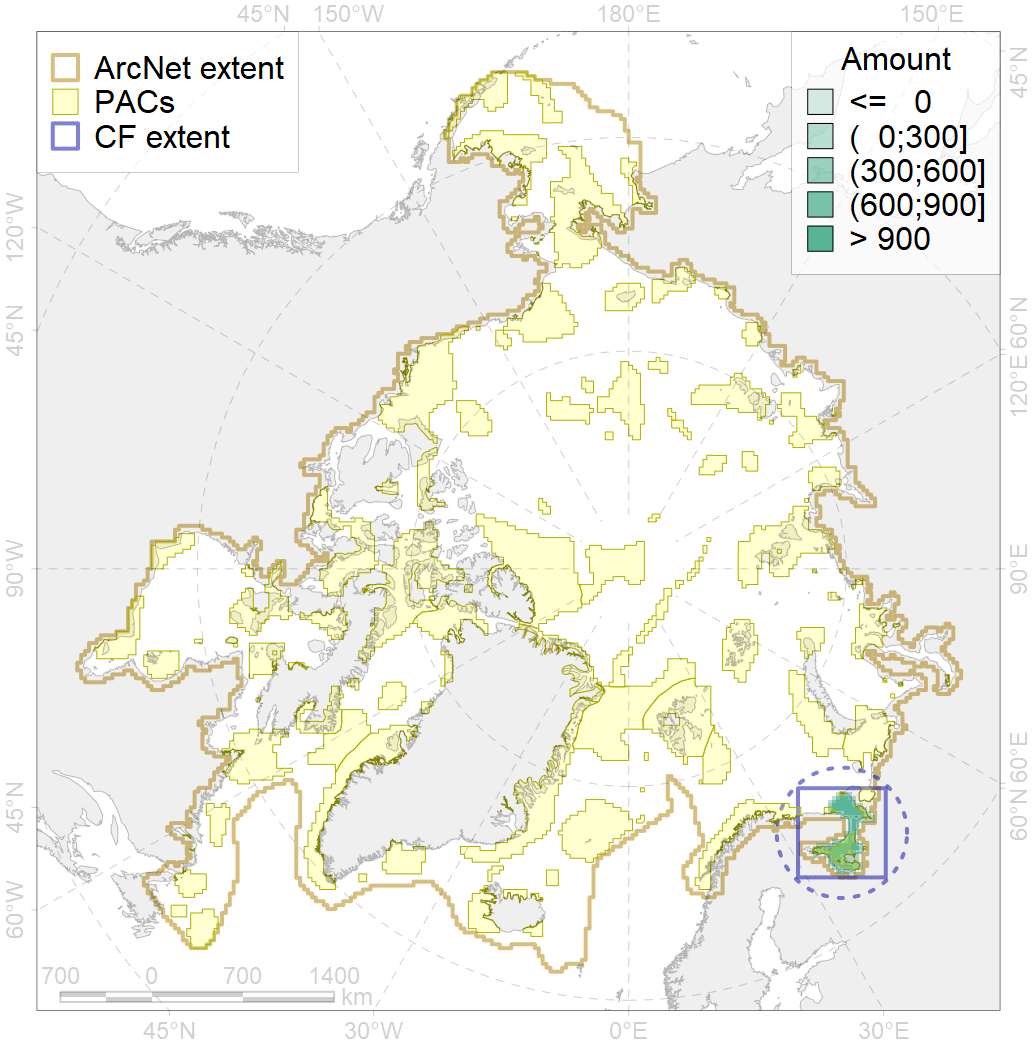 45°N 150°W 180°E 150°E
ArcNet extent
PACs
CF extent
Amount
<= 0
( 0;300]
(300;600]
(600;900]
> 900
45°N
120°W
45°N
60°N
120°E
90°W
90°E
45°N
60°E
60°N
60°W
700 0 700 1400
km
45°N 30°W 0°E 30°E